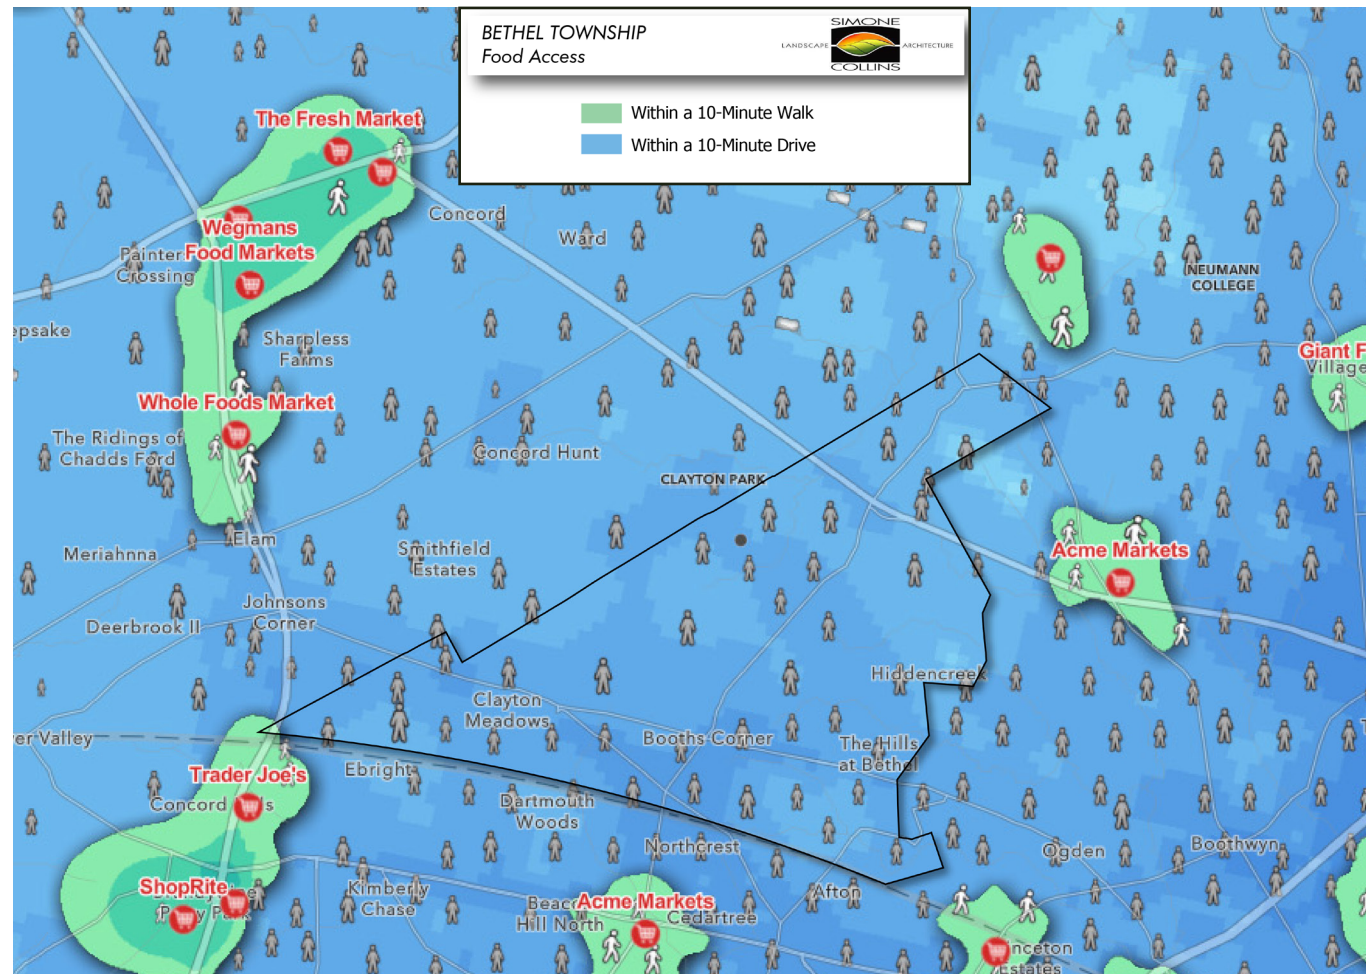 BETHEL TOWNSHIP
Food Access
SIMONE
LANDSCAPE ARCHITECTURE
COLLINS
Within a 10-Minute Walk
Within a 10-Minute Drive
The Fresh Market
Concord
Ward
Wegmans
Food Markets
Painter
Crossing
NEUMANN
COLLEGE
epsake
Sharpless
Farms
Giant F
Village
Whole Foods Market
The Ridings of
Chadds Ford
Concord Hunt
CLAYTON PARK
Elam
Meriahnna
Smithfield
Estates
Acme Markets
Johnsons
Corner
Deerbrook II
Hiddencreek
Clayton
Meadows
er Valley
Booths Corner
The Hills
at Bethel
Ebright
Trader Joe's
Concord
s
Dartmouth
Woods
Northcrest
Ogden
Boothwyn
ShopRite
Kimberly
Chase
Afton
Acme Markets
Hill North
Cedartree
nceton
Estates